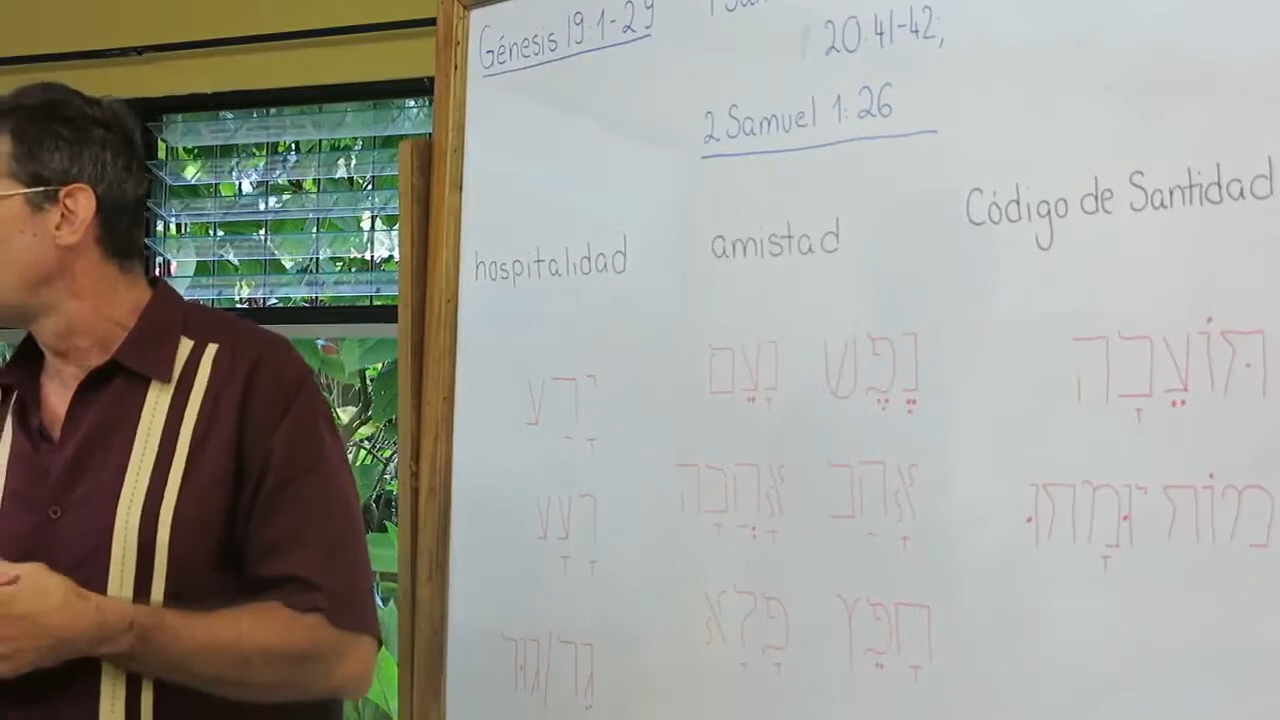 Génesis 19:1-29
20:41-42;
2 Samuel 1:26
hospitalidad
יָדַע
רָעָע
גֵר/גור
amistad
נֶפֶשׁ נָעֵם
אָהַב אַהֲבָה
חָפֵץ פָּלָא
Código de Santidad
תּוֹעֵבָה
מוֹת יוּמָתוּ